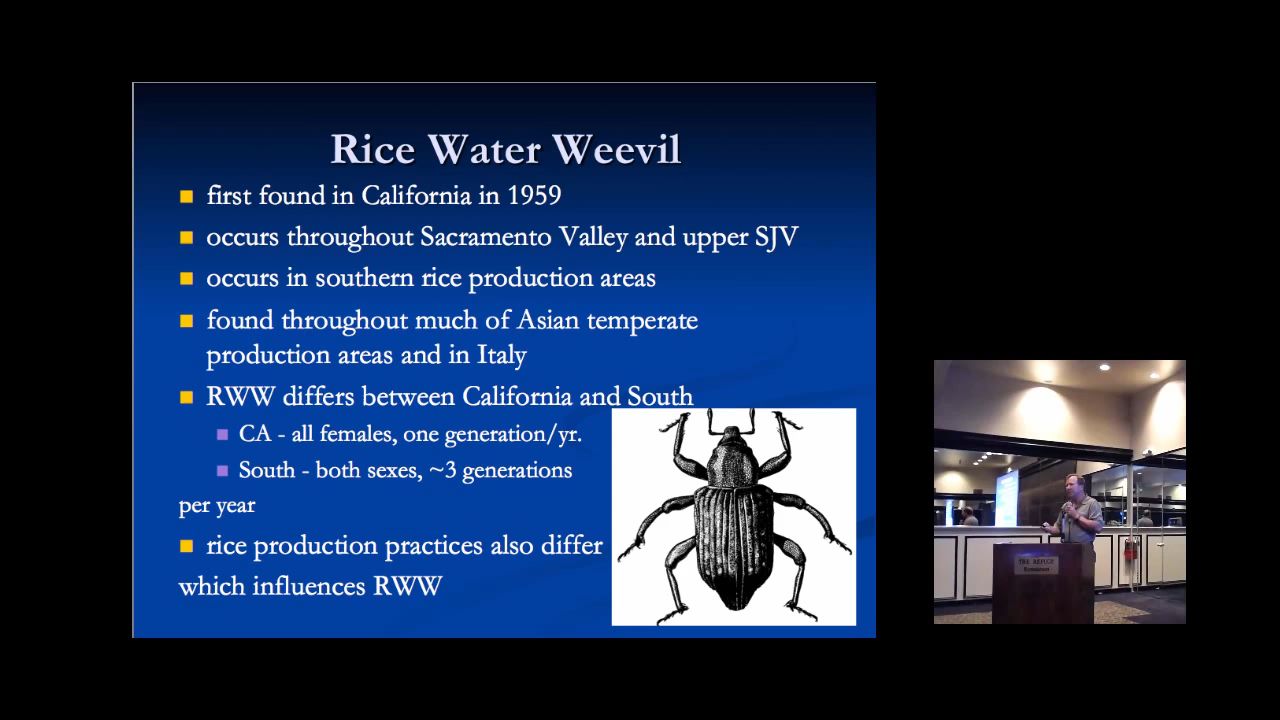 Rice Water Weevil
first found in California in 1959
occurs throughout Sacramento Valley and upper SJV
occurs in southern rice production areas
found throughout much of Asian temperate
production areas and in Italy
RWW differs between California and South
CA - all females, one generation/yr.
South - both sexes, ~3 generations
per year
rice production practices also differ
which influences RWW
THE REFUGE